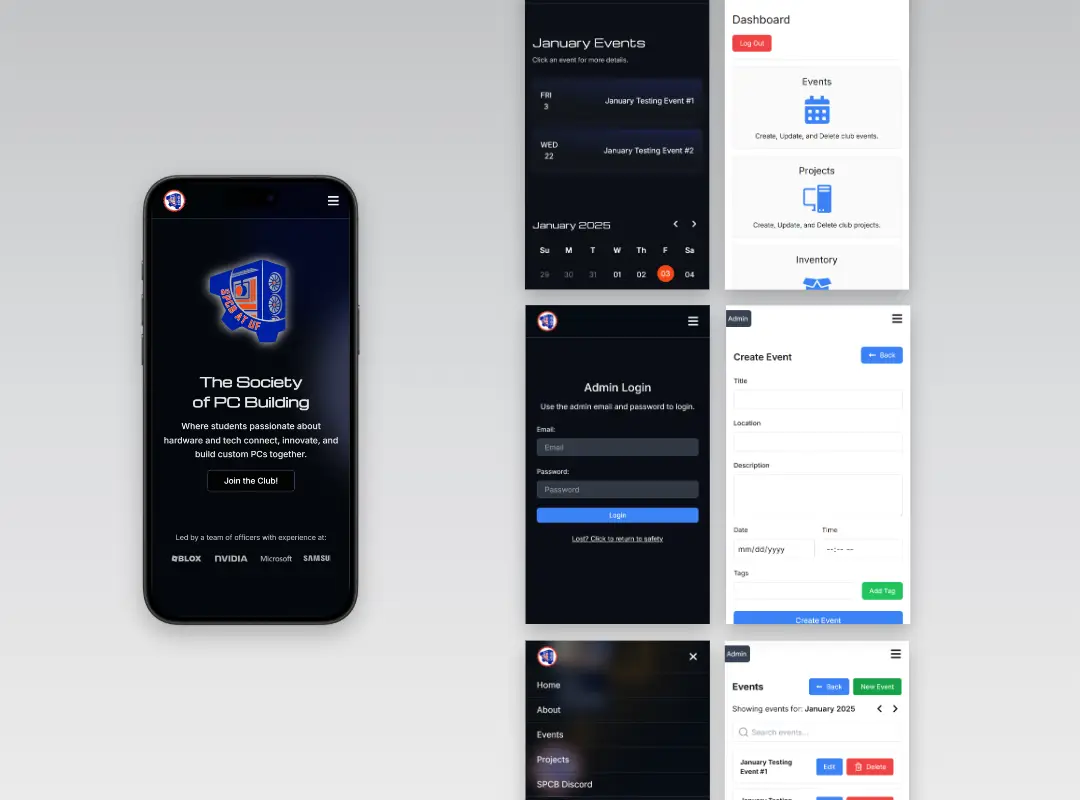 SPCB AT UF
The Society
of PC Building
Where students passionate about
hardware and tech connect, innovate, and
build custom PCs together.
Join the Club!
Led by a team of officers with experience at:
RBLOX NVIDIA Microsoft SAMSU
January Events
Click an event for more details.
FRI
3
January Testing Event #1
WED
22
January Testing Event #2
January 2025
Su M T W Th F Sa
29 30 31 01 02 03 04
Dashboard
Log Out
Events
Create, Update, and Delete club events.
Projects
Create, Update, and Delete club projects.
Inventory
Admin Login
Use the admin email and password to login.
Email:
Email
Password:
Password
Login
Lost? Click to return to safety
Admin
Create Event
← Back
Title
Location
Description
Date Time
mm/dd/yyyy --:-- --
Tags
Add Tag
Create Event
Home
About
Events
Projects
SPCB Discord
Admin
Events
← Back
New Event
Showing events for: January 2025
Search events...
January Testing
Event #1
Edit
Delete
January Testing